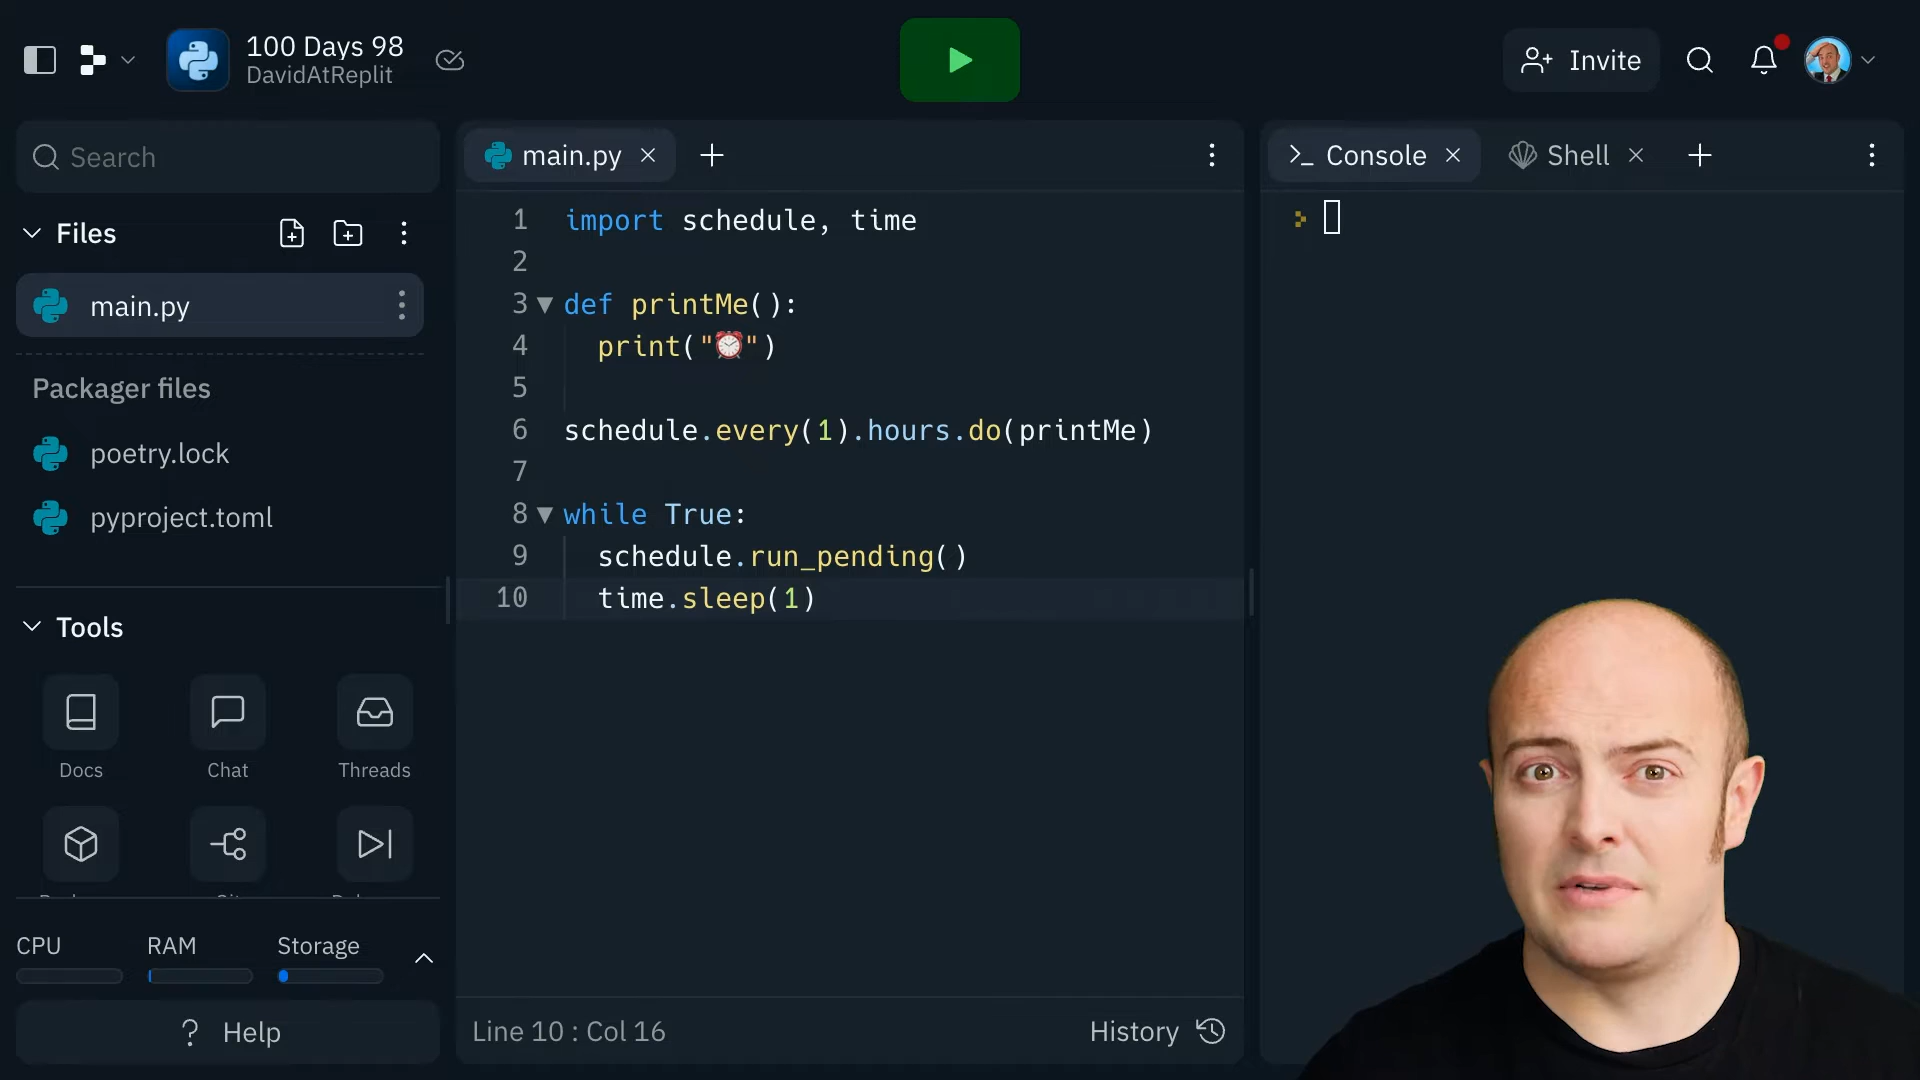 100 Days 98
DavidAtReplit
Invite
Search
Files
main.py
Packager files
poetry.lock
pyproject.toml
Tools
Docs
Chat
Threads
CPU
RAM
Storage
? Help
main.py
1 import schedule, time
2
3 def printMe():
4 print("⏰")
5
6 schedule.every(1).hours.do(printMe)
7
8 while True:
9 schedule.run_pending()
10 time.sleep(1)
Line 10 : Col 16
History
Console
Shell